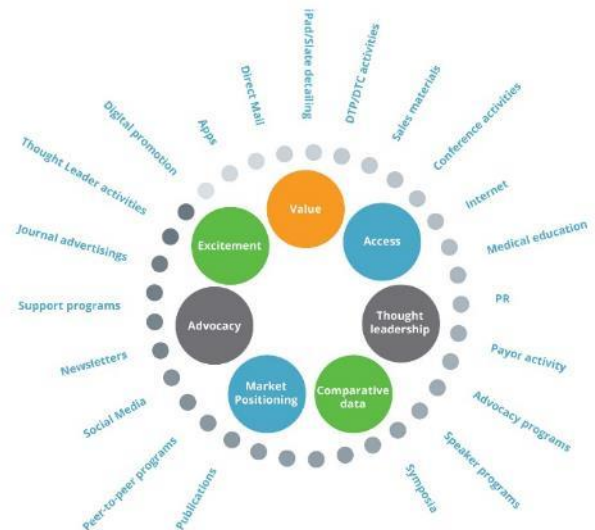 iPad/Slate detailing
DTP/DTC activities
Sales materials
Conference activities
Internet
Medical education
PR
Payor activity
Advocacy programs
Speaker programs
Symposia
Publications
Peer-to-peer programs
Social Media
Newsletters
Support programs
Journal advertisings
Thought Leader activities
Digital promotion
Apps
Direct Mail
Value
Access
Thought
leadership
Comparative
data
Market
Positioning
Advocacy
Excitement